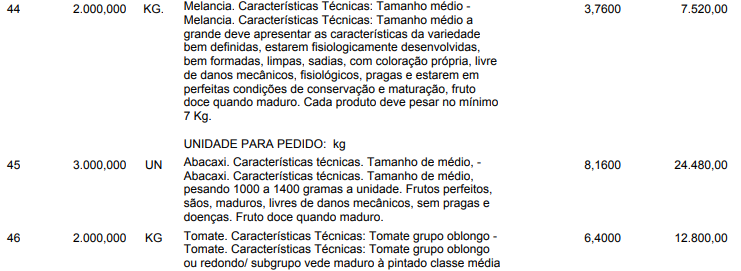 44 2.000,000 KG. Melancia. Características Técnicas: Tamanho médio - 3,7600 7.520,00
Melancia. Características Técnicas: Tamanho médio a
grande deve apresentar as características da variedade
bem definidas, estarem fisiologicamente desenvolvidas,
bem formadas, limpas, sadias, com coloração própria, livre
de danos mecânicos, fisiológicos, pragas e estarem em
perfeitas condições de conservação e maturação, fruto
doce quando maduro. Cada produto deve pesar no mínimo
7 Kg.
UNIDADE PARA PEDIDO: kg
45 3.000,000 UN Abacaxi. Características técnicas. Tamanho de médio, - 8,1600 24.480,00
Abacaxi. Características técnicas. Tamanho de médio,
pesando 1000 a 1400 gramas a unidade. Frutos perfeitos,
sãos, maduros, livres de danos mecânicos, sem pragas e
doenças. Fruto doce quando maduro.
46 2.000,000 KG Tomate. Características Técnicas: Tomate grupo oblongo - 6,4000 12.800,00
Tomate. Características Técnicas: Tomate grupo oblongo
ou redondo/ subgrupo vede maduro à pintado classe média